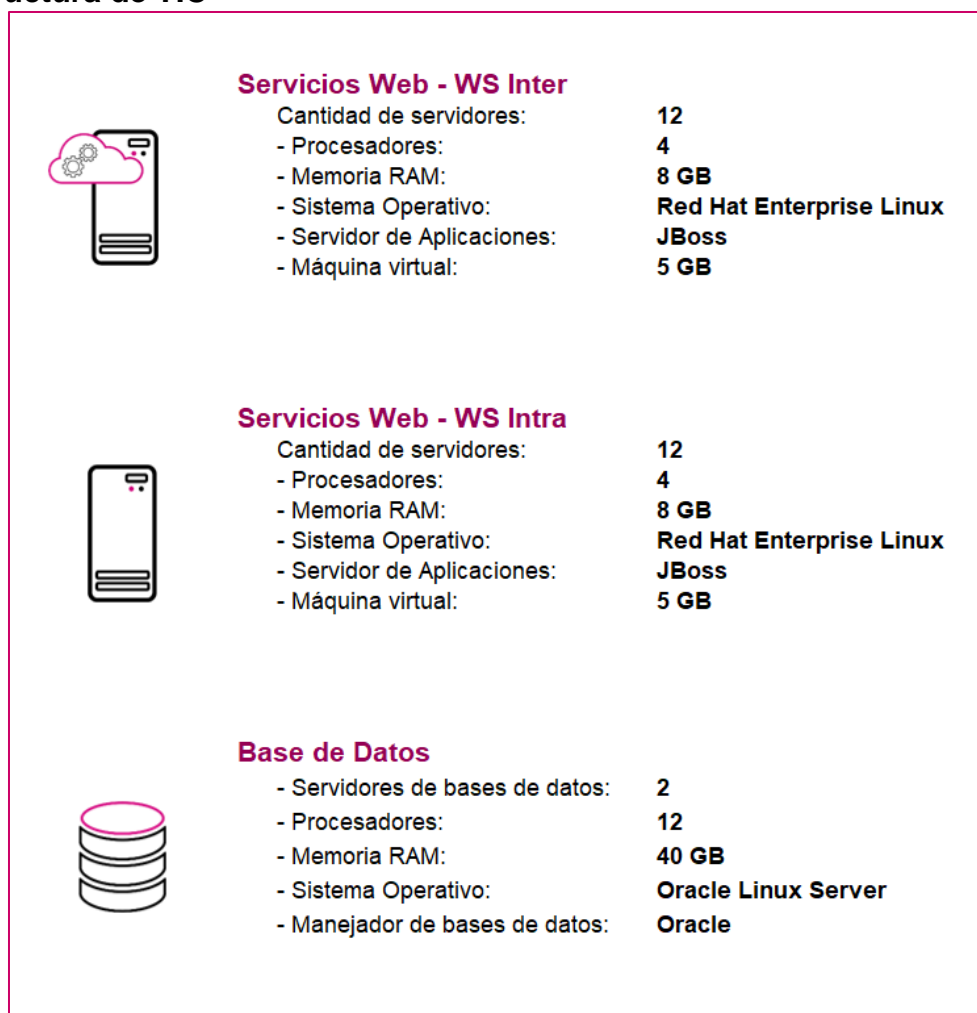 Servicios Web - WS Inter
Cantidad de servidores: 12
- Procesadores: 4
- Memoria RAM: 8 GB
- Sistema Operativo: Red Hat Enterprise Linux
- Servidor de Aplicaciones: JBoss
- Máquina virtual: 5 GB
Servicios Web - WS Intra
Cantidad de servidores: 12
- Procesadores: 4
- Memoria RAM: 8 GB
- Sistema Operativo: Red Hat Enterprise Linux
- Servidor de Aplicaciones: JBoss
- Máquina virtual: 5 GB
Base de Datos
- Servidores de bases de datos: 2
- Procesadores: 12
- Memoria RAM: 40 GB
- Sistema Operativo: Oracle Linux Server
- Manejador de bases de datos: Oracle